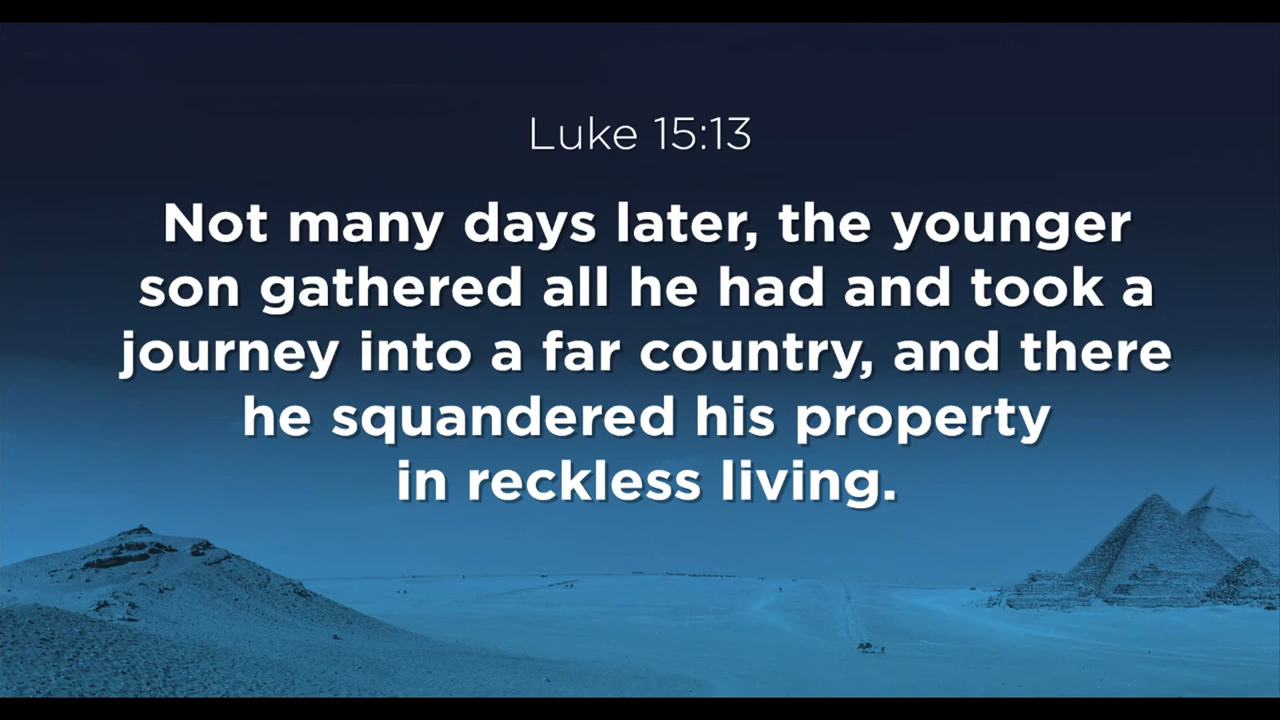 Luke 15:13
Not many days later, the younger
son gathered all he had and took a
journey into a far country, and there
he squandered his property
in reckless living.